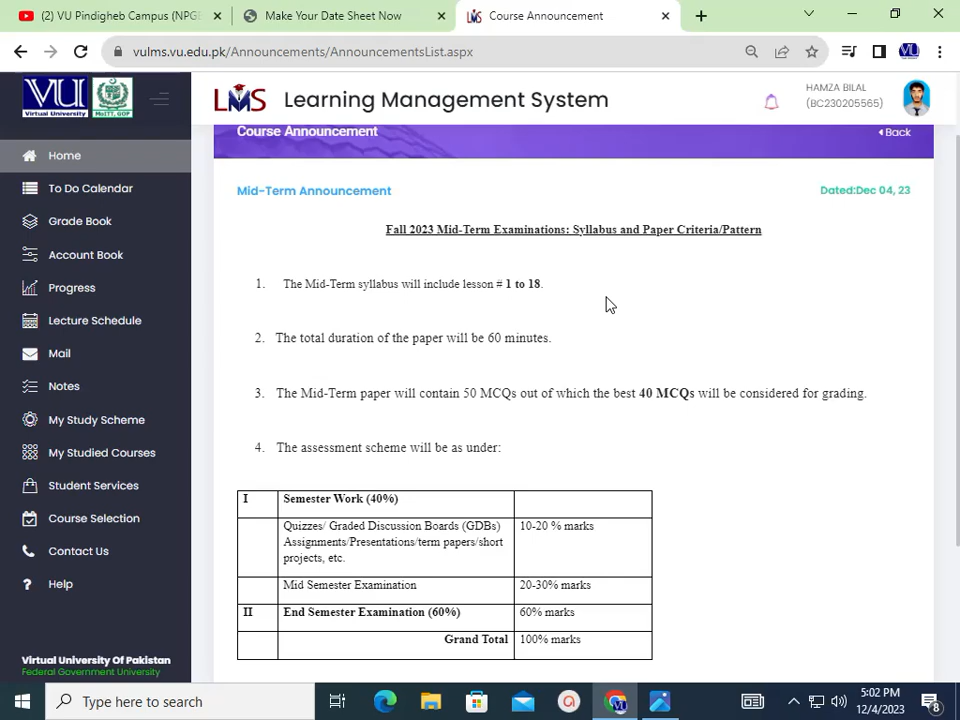 (2) VU Pindigheb Campus (NPGE
Make Your Date Sheet Now
Course Announcement
vulms.vu.edu.pk/Announcements/AnnouncementsList.aspx
VU
Virtual University
MoITT, GOP
LMS
Learning Management System
HAMZA BILAL
(BC230205565)
Course Announcement
Back
Home
To Do Calendar
Grade Book
Account Book
Progress
Lecture Schedule
Mail
Notes
My Study Scheme
My Studied Courses
Student Services
Course Selection
Contact Us
Help
Virtual University Of Pakistan
Federal Government University
Mid-Term Announcement
Dated:Dec 04, 23
Fall 2023 Mid-Term Examinations: Syllabus and Paper Criteria/Pattern
1. The Mid-Term syllabus will include lesson # 1 to 18.
2. The total duration of the paper will be 60 minutes.
3. The Mid-Term paper will contain 50 MCQs out of which the best 40 MCQs will be considered for grading.
4. The assessment scheme will be as under:
I Semester Work (40%)
Quizzes/ Graded Discussion Boards (GDBs) 10-20 % marks
Assignments/Presentations/term papers/short
projects, etc.
Mid Semester Examination 20-30% marks
II End Semester Examination (60%) 60% marks
Grand Total 100% marks
Type here to search
5:02 PM
12/4/2023
8